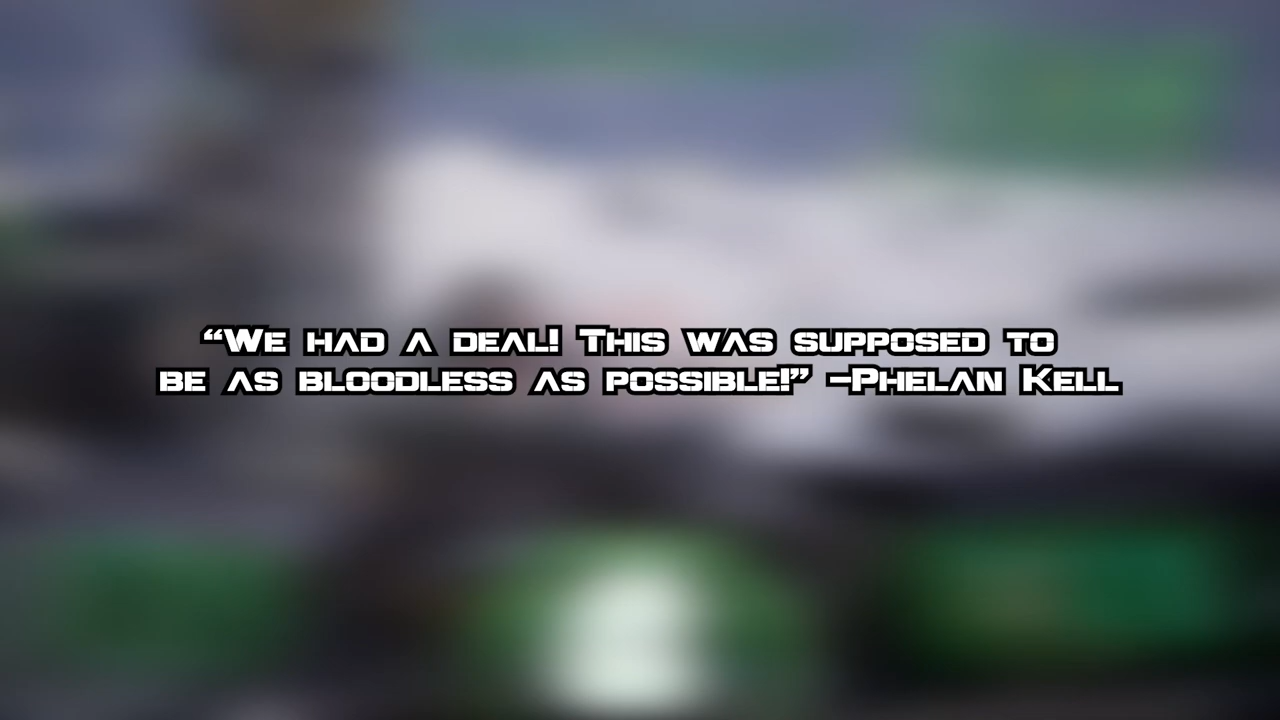 “We had a deal! This was supposed to
be as bloodless as possible!” -Phelan Kell